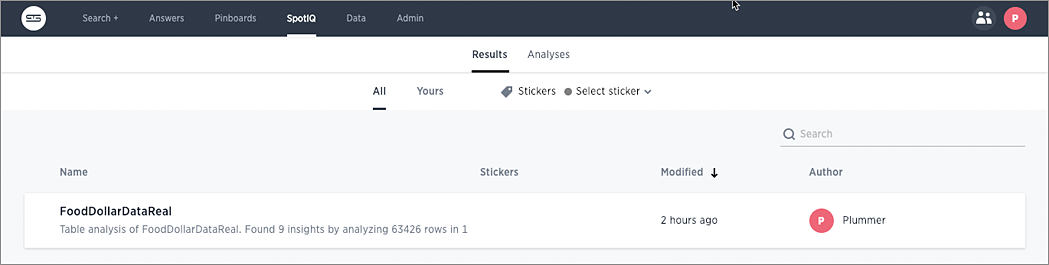 Search + Answers Pinboards SpotIQ Data Admin P
Results Analyses
All Yours Stickers Select sticker
Search
Name Stickers Modified Author
FoodDollarDataReal
Table analysis of FoodDollarDataReal. Found 9 insights by analyzing 63426 rows in 1
2 hours ago P Plummer